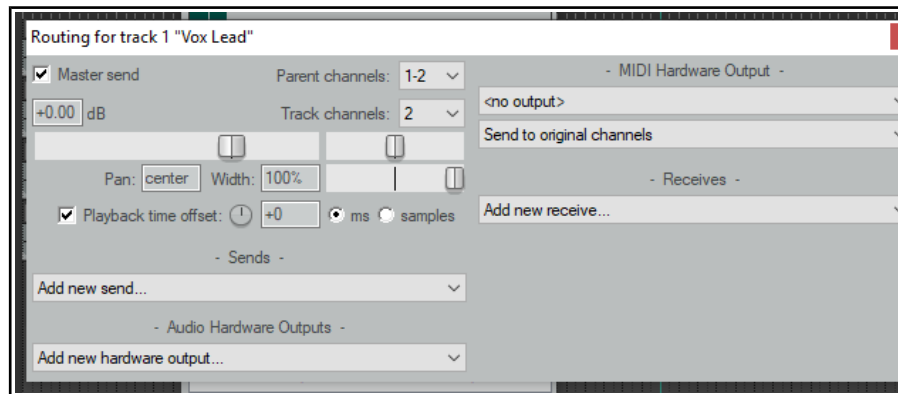 Routing for track 1 "Vox Lead"
Master send
Parent channels: 1-2
+0.00 dB
Track channels: 2
Pan: center Width: 100%
Playback time offset: +0 ms samples
- Sends -
Add new send...
- Audio Hardware Outputs -
Add new hardware output...
- MIDI Hardware Output -
<no output>
Send to original channels
- Receives -
Add new receive...